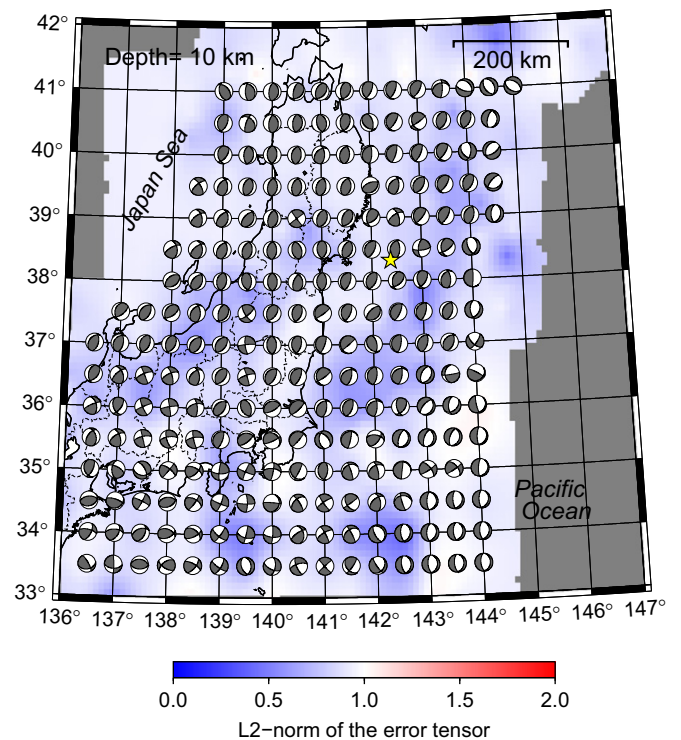 42°
Depth= 10 km
200 km
41°
40°
Japan Sea
39°
38°
37°
36°
35°
Pacific
Ocean
34°
33°
136° 137° 138° 139° 140° 141° 142° 143° 144° 145° 146° 147°
0.0 0.5 1.0 1.5 2.0
L2−norm of the error tensor